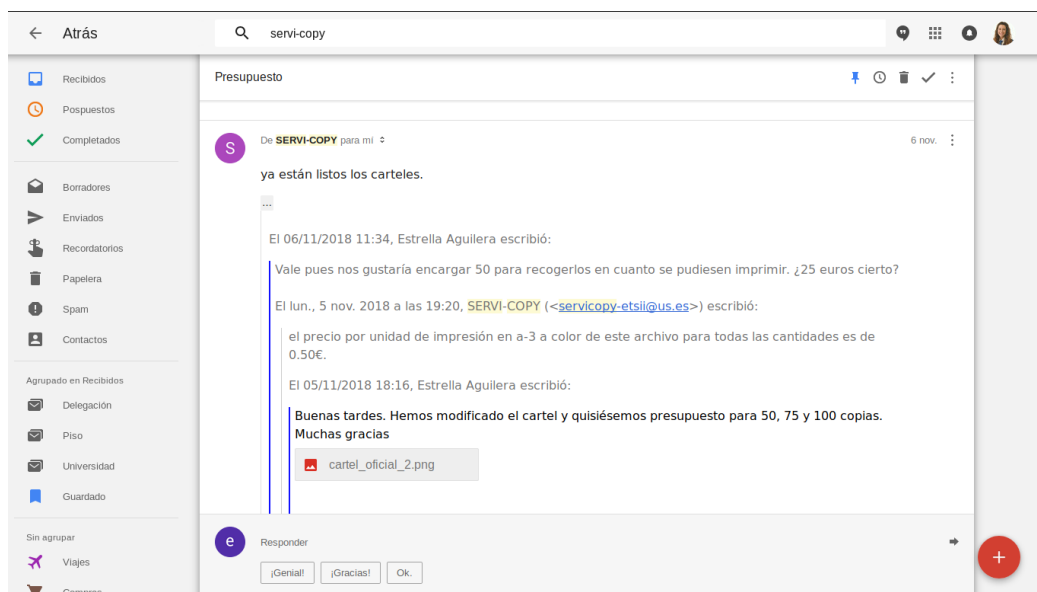 Atrás
servi-copy
Recibidos
Pospuestos
Completados
Borradores
Enviados
Recordatorios
Papelera
Spam
Contactos
Agrupado en Recibidos
Delegación
Piso
Universidad
Guardado
Sin agrupar
Viajes
Compras
Presupuesto
S
De SERVI-COPY para mí
6 nov.
ya están listos los carteles.
...
El 06/11/2018 11:34, Estrella Aguilera escribió:
Vale pues nos gustaría encargar 50 para recogerlos en cuanto se pudiesen imprimir. ¿25 euros cierto?
El lun., 5 nov. 2018 a las 19:20, SERVI-COPY (<servicopy-etsii@us.es>) escribió:
el precio por unidad de impresión en a-3 a color de este archivo para todas las cantidades es de
0.50€.
El 05/11/2018 18:16, Estrella Aguilera escribió:
Buenas tardes. Hemos modificado el cartel y quisiésemos presupuesto para 50, 75 y 100 copias.
Muchas gracias
cartel_oficial_2.png
e
Responder
¡Genial!
¡Gracias!
Ok.